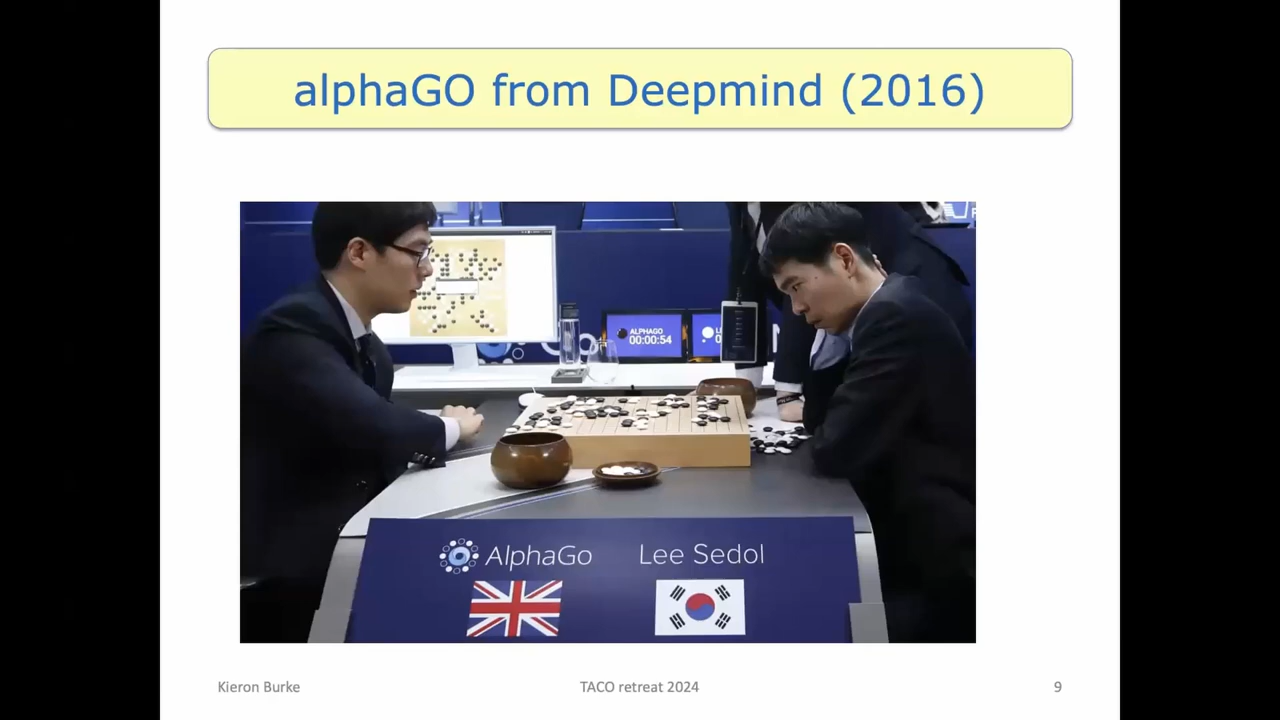 alphaGO from Deepmind (2016)
ALPHAGO
00:00:54
AlphaGo Lee Sedol
Kieron Burke TACO retreat 2024 9